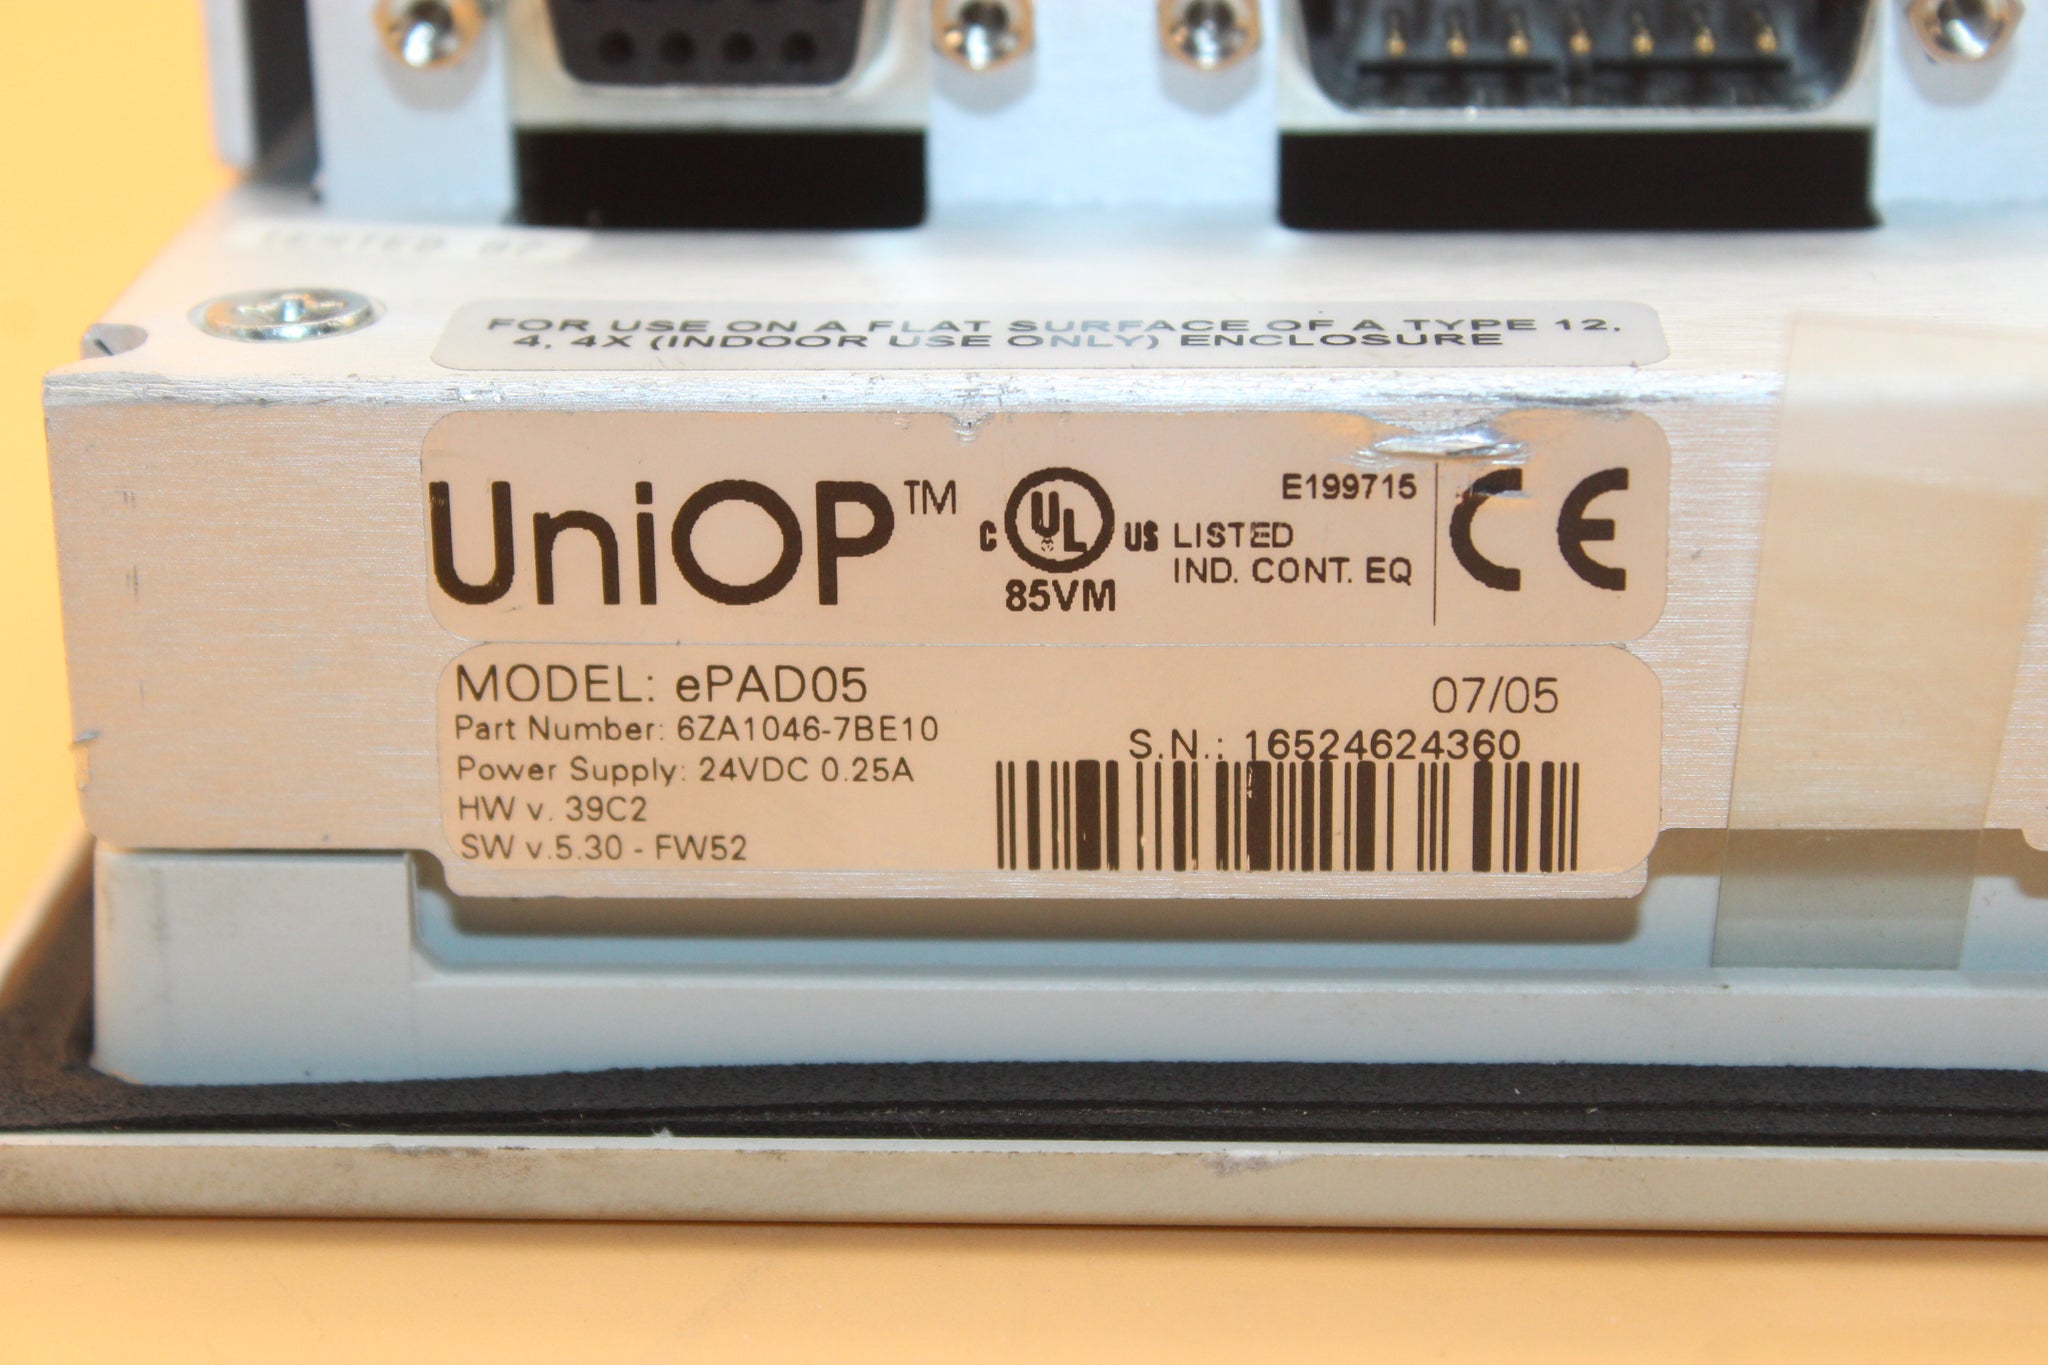 TESTED BY
FOR USE ON A FLAT SURFACE OF A TYPE 12,
4, 4X (INDOOR USE ONLY) ENCLOSURE
UniOP™
C UL US
85VM
E199715
LISTED
IND. CONT. EQ
CE
MODEL: ePAD05
07/05
Part Number: 6ZA1046-7BE10
S.N.: 16524624360
Power Supply: 24VDC 0.25A
HW v. 39C2
SW v.5.30 - FW52